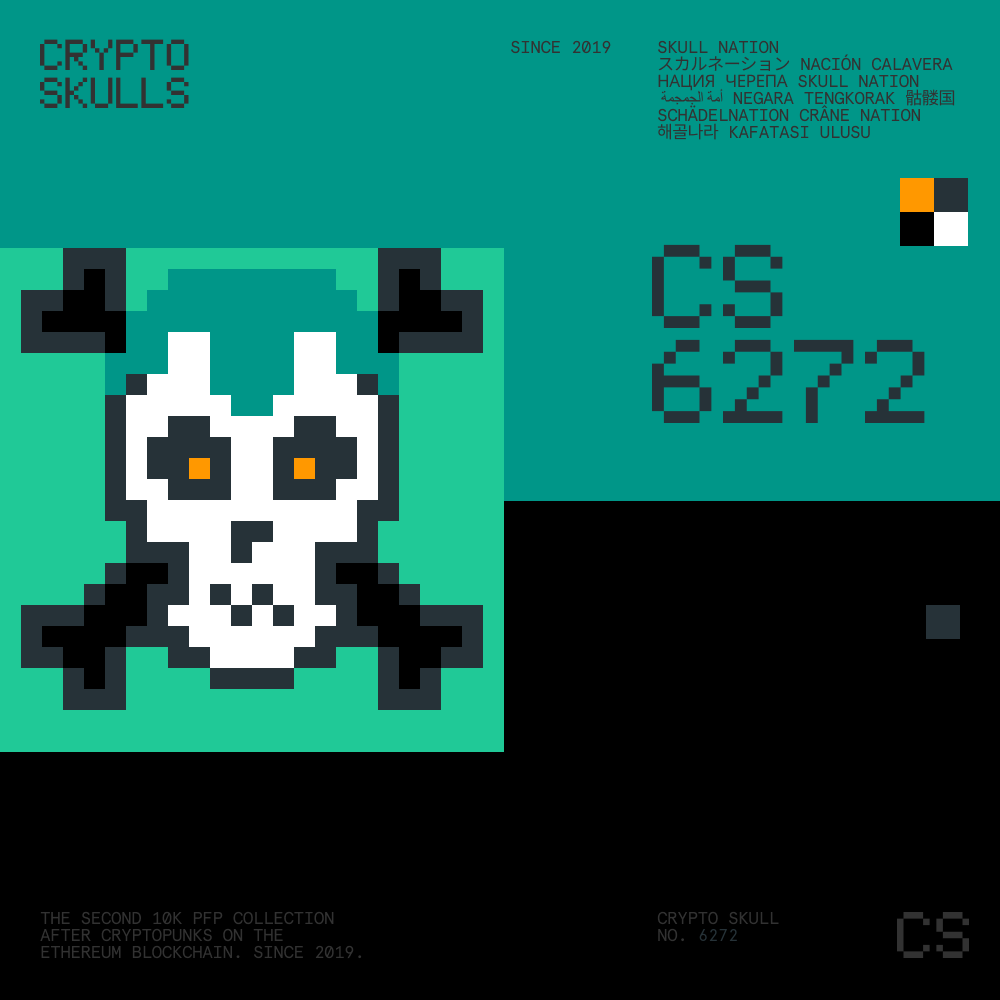 CRYPTO
SKULLS
SINCE 2019
SKULL NATION
スカルネーション NACIÓN CALAVERA
НАЦИЯ ЧЕРЕПА SKULL NATION
أمة الجمجمة NEGARA TENGKORAK 骷髅国
SCHÄDELNATION CRÂNE NATION
해골나라 KAFATASI ULUSU
CS
6272
THE SECOND 10K PFP COLLECTION
AFTER CRYPTOPUNKS ON THE
ETHEREUM BLOCKCHAIN. SINCE 2019.
CRYPTO SKULL
NO. 6272
CS